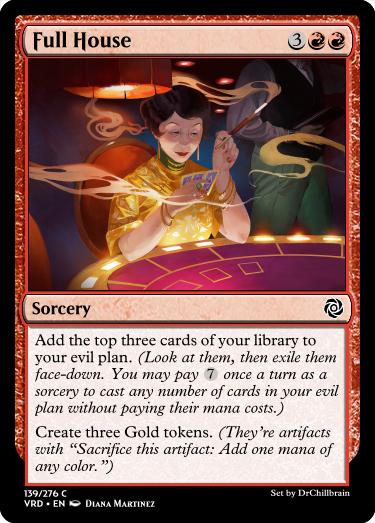 Full House 3
Sorcery
Add the top three cards of your library to
your evil plan. (Look at them, then exile them
face-down. You may pay 7 once a turn as a
sorcery to cast any number of cards in your evil
plan without paying their mana costs.)
Create three Gold tokens. (They're artifacts
with “Sacrifice this artifact: Add one mana of
any color.”)
139/276 C
VRD • EN Diana Martinez
Set by DrChillbrain